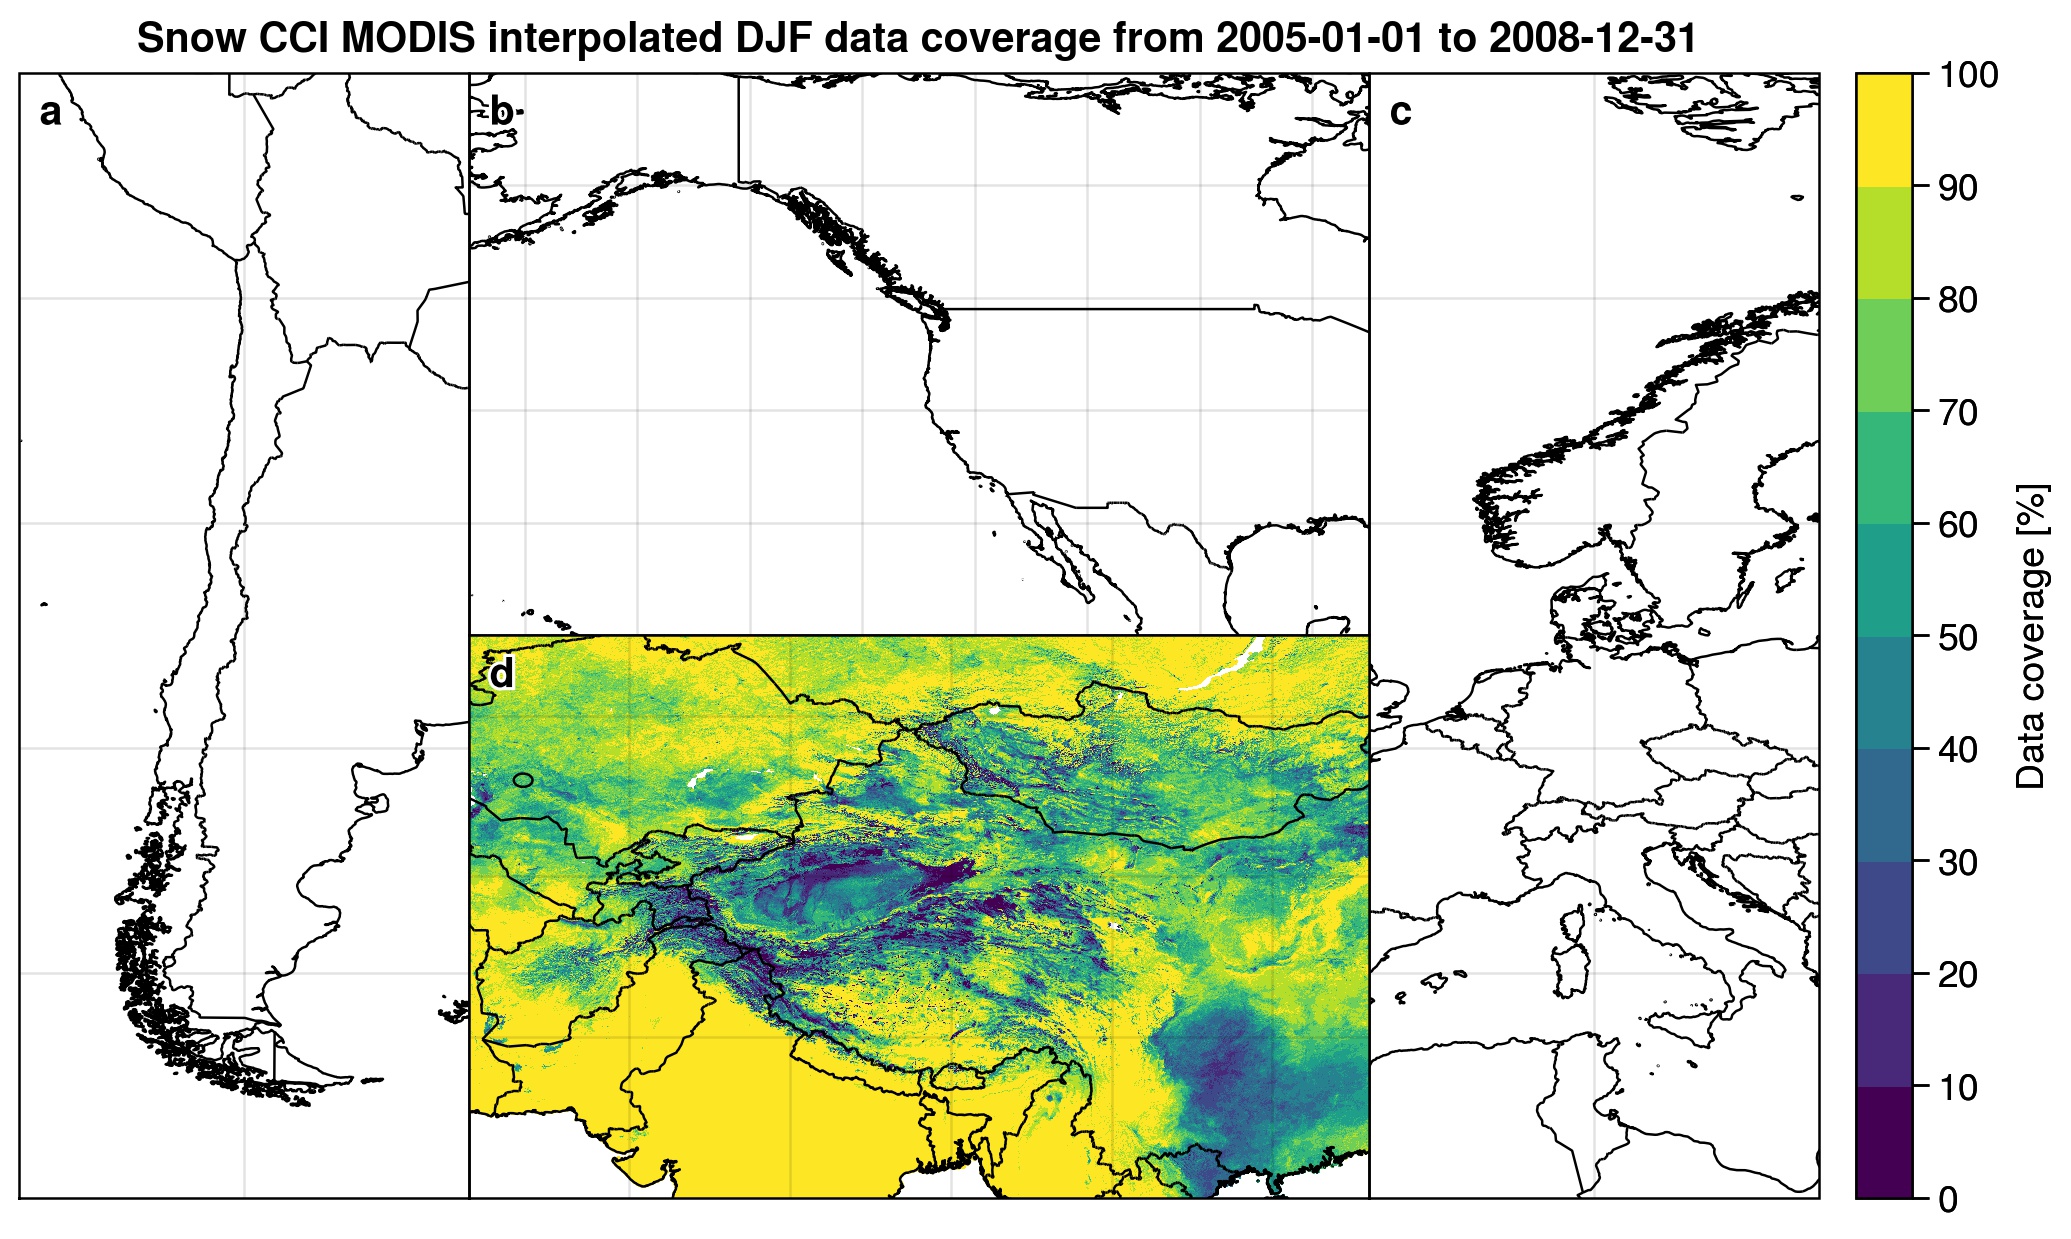 Snow CCI MODIS interpolated DJF data coverage from 2005-01-01 to 2008-12-31
a
b
c
d
100
90
80
70
60
50
40
30
20
10
0
Data coverage [%]